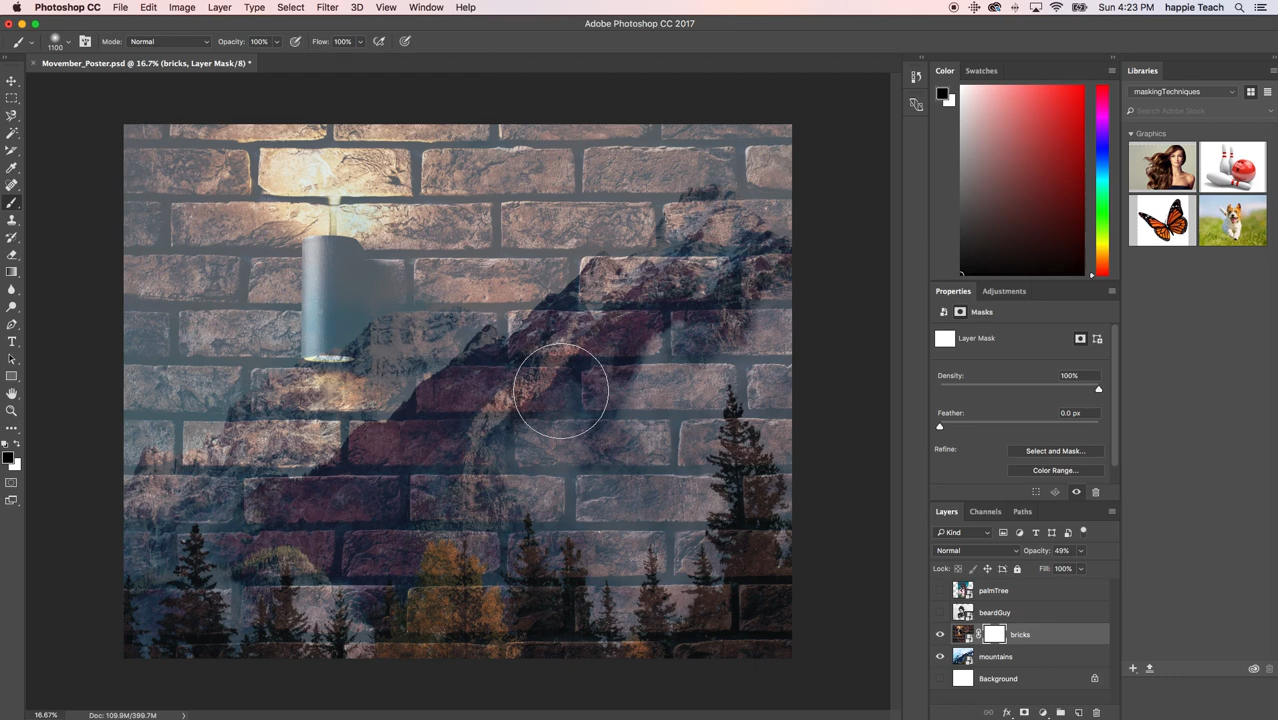 Photoshop CC File Edit Image Layer Type Select Filter 3D View Window Help Sun 4:23 PM happie Teach
Adobe Photoshop CC 2017
1100 Mode: Normal Opacity: 100% Flow: 100%
Movember_Poster.psd @ 16.7% (bricks, Layer Mask/8) *
Color Swatches
Libraries
maskingTechniques
Search Adobe Stock
Graphics
Properties Adjustments
Masks
Layer Mask
Density: 100%
Feather: 0.0 px
Refine: Select and Mask...
Color Range...
Layers Channels Paths
Kind
Normal Opacity: 49%
Lock: Fill: 100%
palmTree
beardGuy
bricks
mountains
Background
16.67% Doc: 109.9M/399.7M